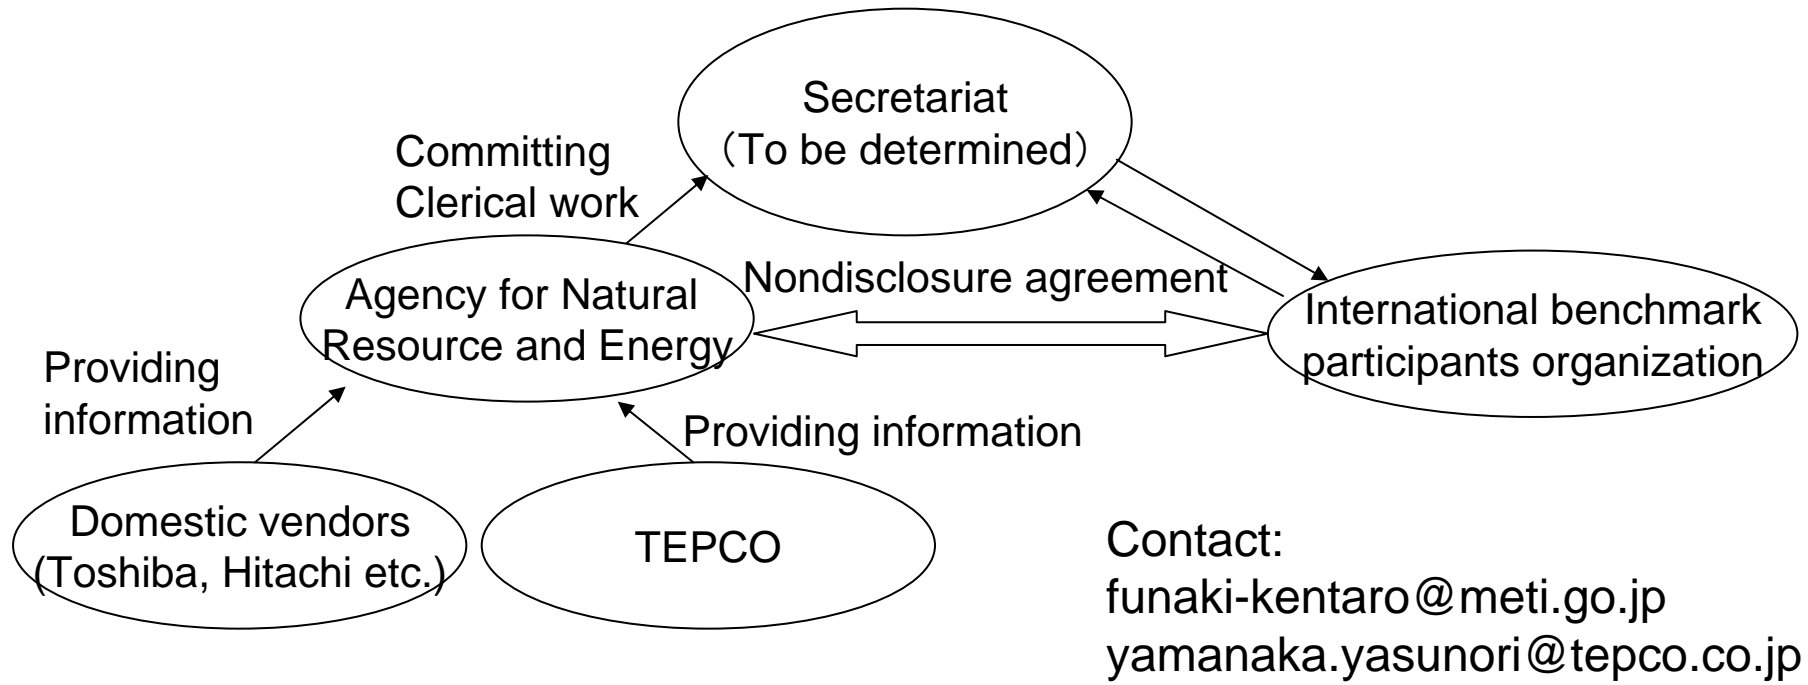 Secretariat
（To be determined）
Committing
Clerical work
Agency for Natural
Resource and Energy
Nondisclosure agreement
International benchmark
participants organization
Providing
information
Providing information
Domestic vendors
(Toshiba, Hitachi etc.)
TEPCO
Contact:
funaki-kentaro@meti.go.jp
yamanaka.yasunori@tepco.co.jp